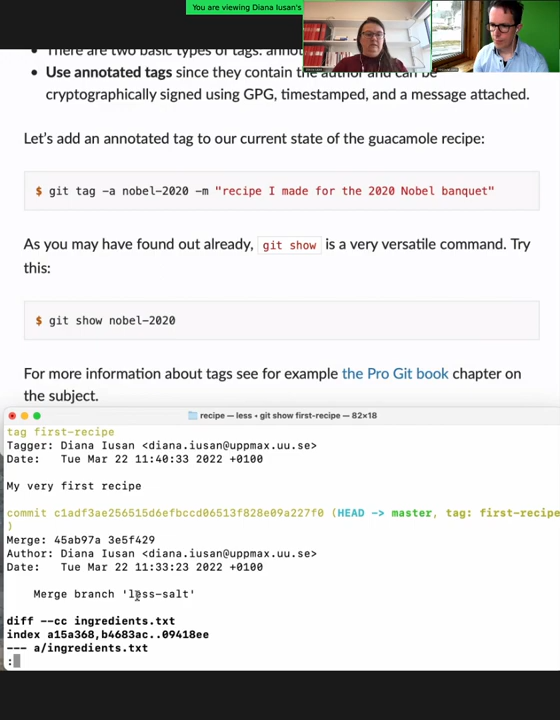 You are viewing Diana Iusan's
• There are two basic types of tags: annot
• Use annotated tags since they contain the author and can be
cryptographically signed using GPG, timestamped, and a message attached.
Let's add an annotated tag to our current state of the guacamole recipe:
$ git tag -a nobel-2020 -m "recipe I made for the 2020 Nobel banquet"
As you may have found out already, git show is a very versatile command. Try
this:
$ git show nobel-2020
For more information about tags see for example the Pro Git book chapter on
the subject.
recipe — less ◂ git show first-recipe — 82×18
tag first-recipe
Tagger: Diana Iusan <diana.iusan@uppmax.uu.se>
Date:   Tue Mar 22 11:40:33 2022 +0100
My very first recipe
commit c1adf3ae256515d6efbccd06513f828e09a227f0 (HEAD -> master, tag: first-recipe
)
Merge: 45ab97a 3e5f429
Author: Diana Iusan <diana.iusan@uppmax.uu.se>
Date:   Tue Mar 22 11:33:23 2022 +0100
Merge branch 'less-salt'
diff --cc ingredients.txt
index a15a368,b4683ac..09418ee
--- a/ingredients.txt
: